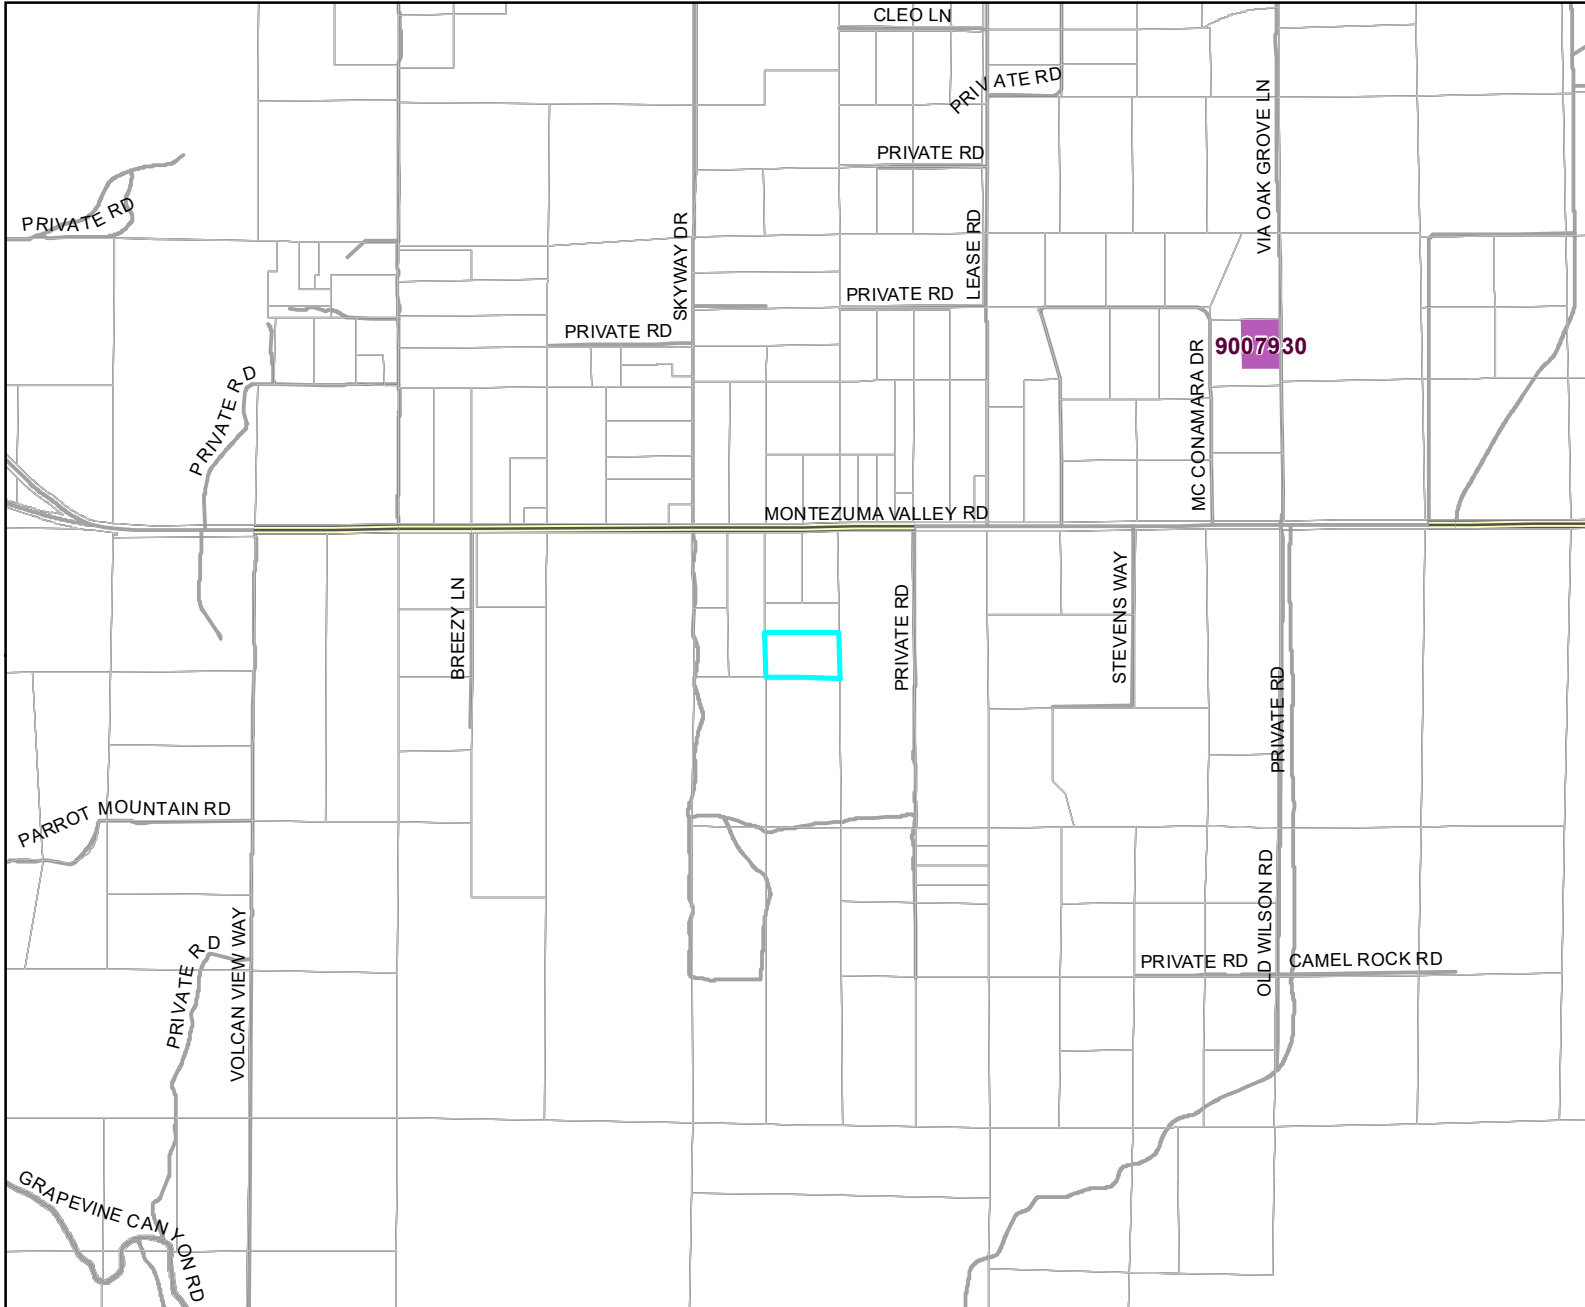 CLEO LN
PRIVATE RD
PRIVATE RD
VIA OAK GROVE LN
PRIVATE RD
SKYWAY DR
LEASE RD
PRIVATE RD
PRIVATE RD
9007930
MC CONAMARA DR
PRIVATE RD
MONTEZUMA VALLEY RD
BREEZY LN
PRIVATE RD
STEVENS WAY
PRIVATE RD
PARROT MOUNTAIN RD
OLD WILSON RD
VOLCAN VIEW WAY
PRIVATE RD
PRIVATE RD
CAMEL ROCK RD
GRAPEVINE CANYON RD